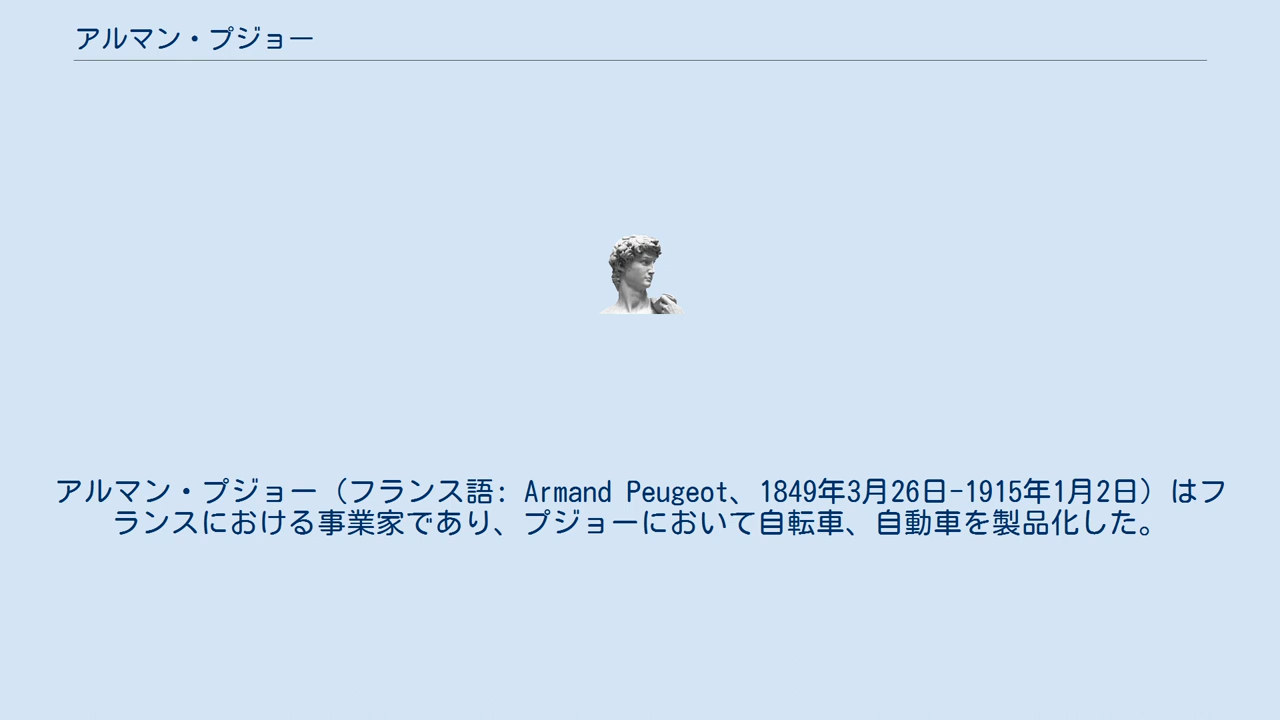 アルマン・プジョー
アルマン・プジョー（フランス語: Armand Peugeot、1849年3月26日-1915年1月2日）はフ
ランスにおける事業家であり、プジョーにおいて自転車、自動車を製品化した。